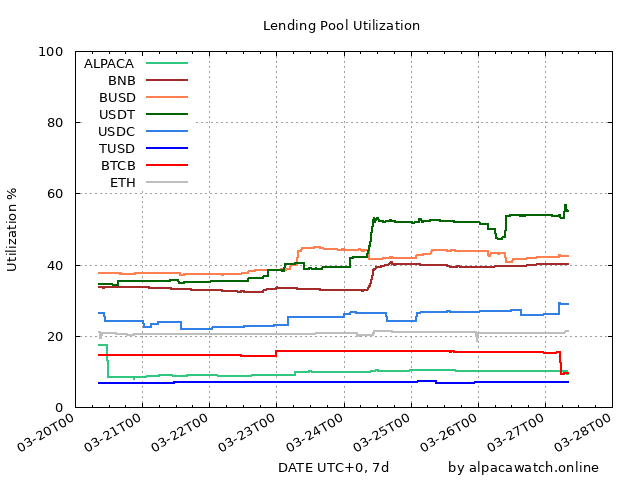 Lending Pool Utilization
100
80
60
40
20
0
Utilization %
ALPACA
BNB
BUSD
USDT
USDC
TUSD
BTCB
ETH
03-20T00
03-21T00
03-22T00
03-23T00
03-24T00
03-25T00
03-26T00
03-27T00
03-28T00
DATE UTC+0, 7d
by alpacawatch.online